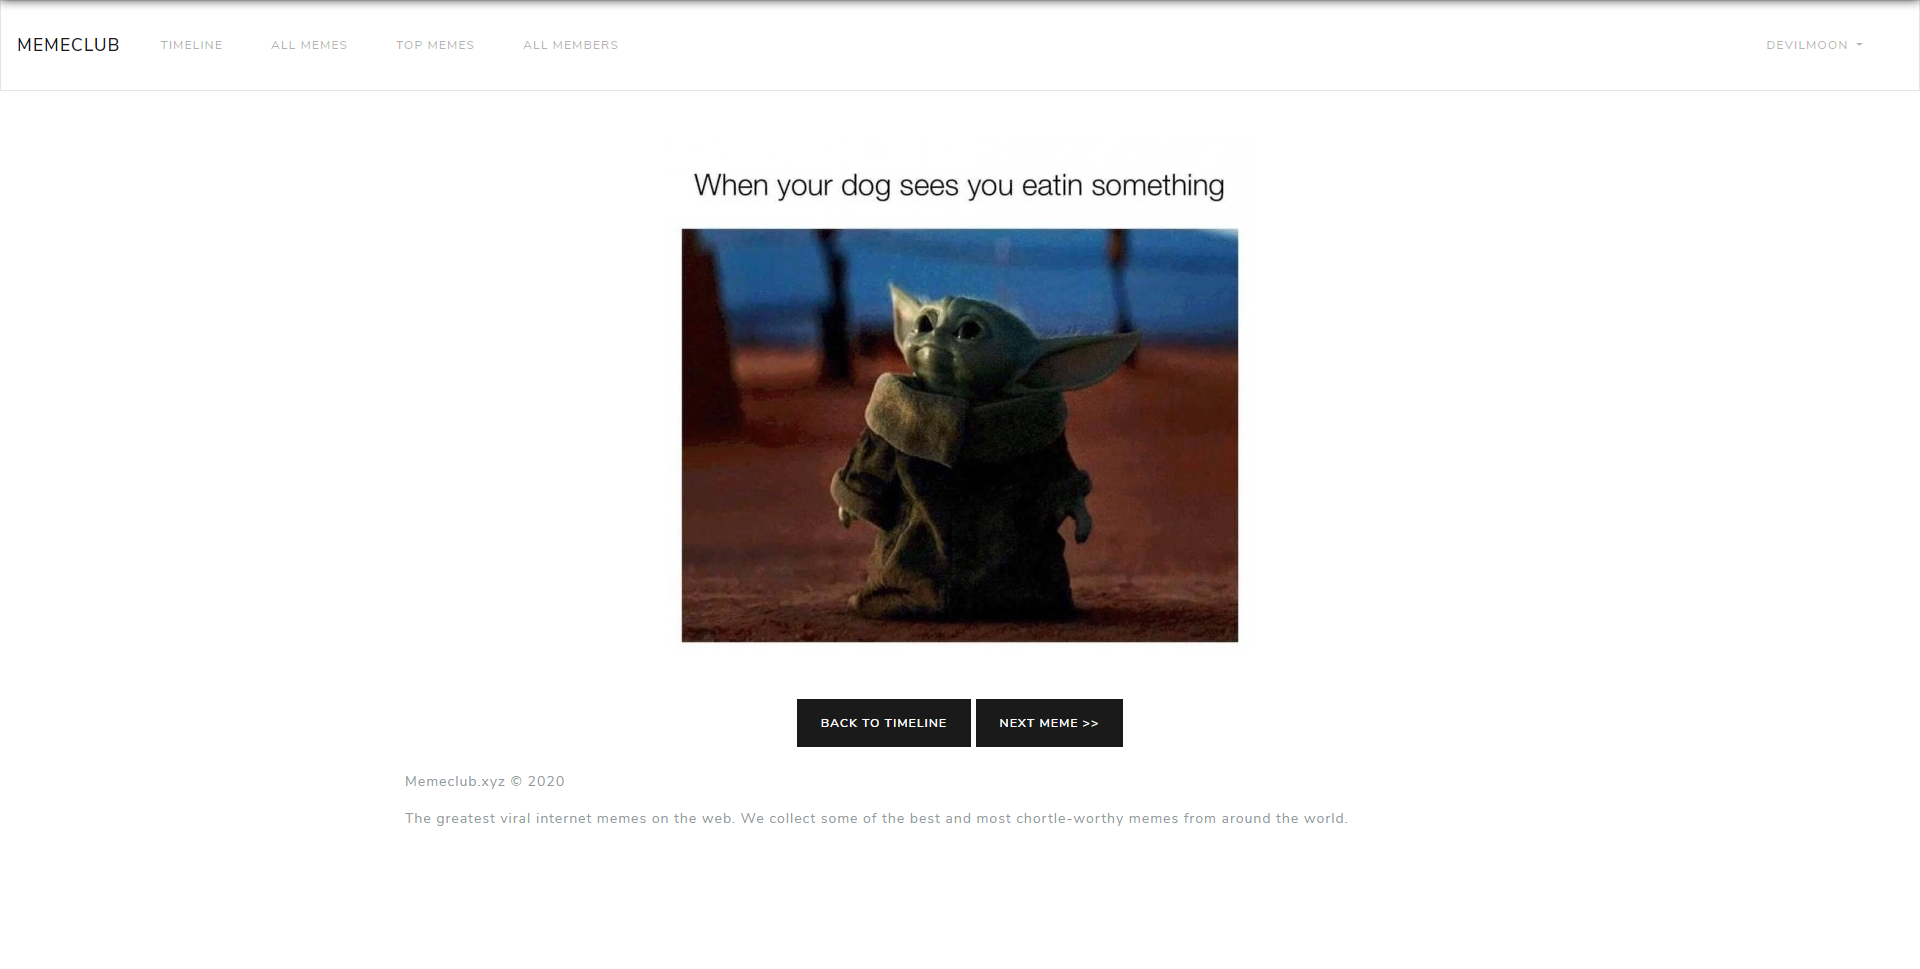 MEMECLUB TIMELINE ALL MEMES TOP MEMES ALL MEMBERS DEVILMOON
When your dog sees you eatin something
BACK TO TIMELINE NEXT MEME >>
Memeclub.xyz © 2020
The greatest viral internet memes on the web. We collect some of the best and most chortle-worthy memes from around the world.